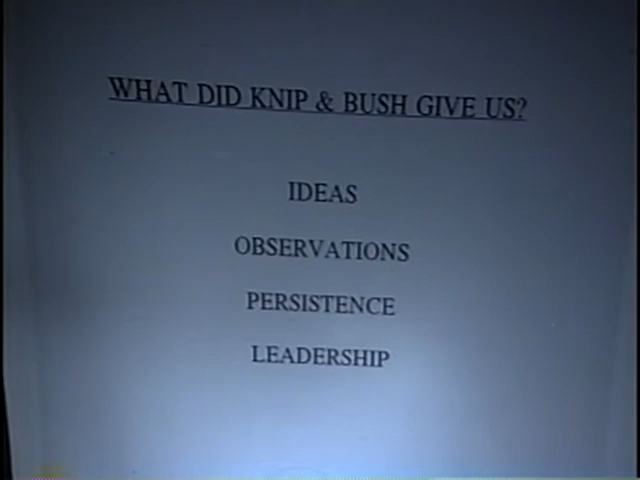 WHAT DID KNIP & BUSH GIVE US?
IDEAS
OBSERVATIONS
PERSISTENCE
LEADERSHIP